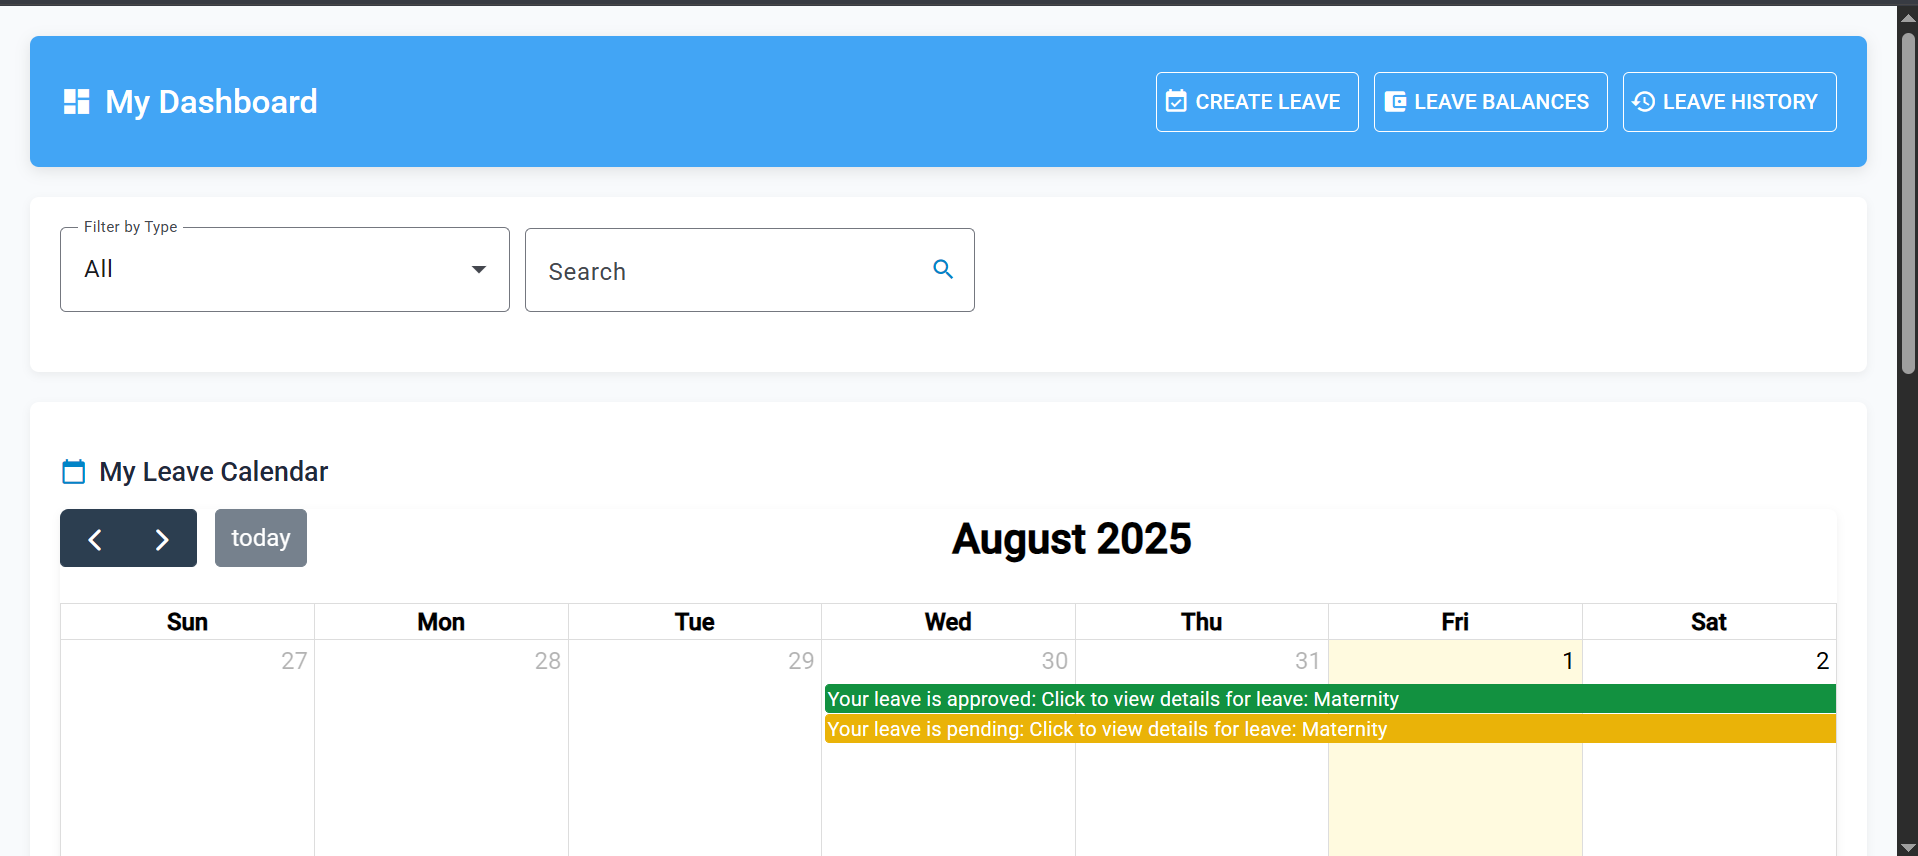 My Dashboard
CREATE LEAVE
LEAVE BALANCES
LEAVE HISTORY
Filter by Type
All
Search
My Leave Calendar
today
August 2025
Sun Mon Tue Wed Thu Fri Sat
27 28 29 30 31 1 2
Your leave is approved: Click to view details for leave: Maternity
Your leave is pending: Click to view details for leave: Maternity